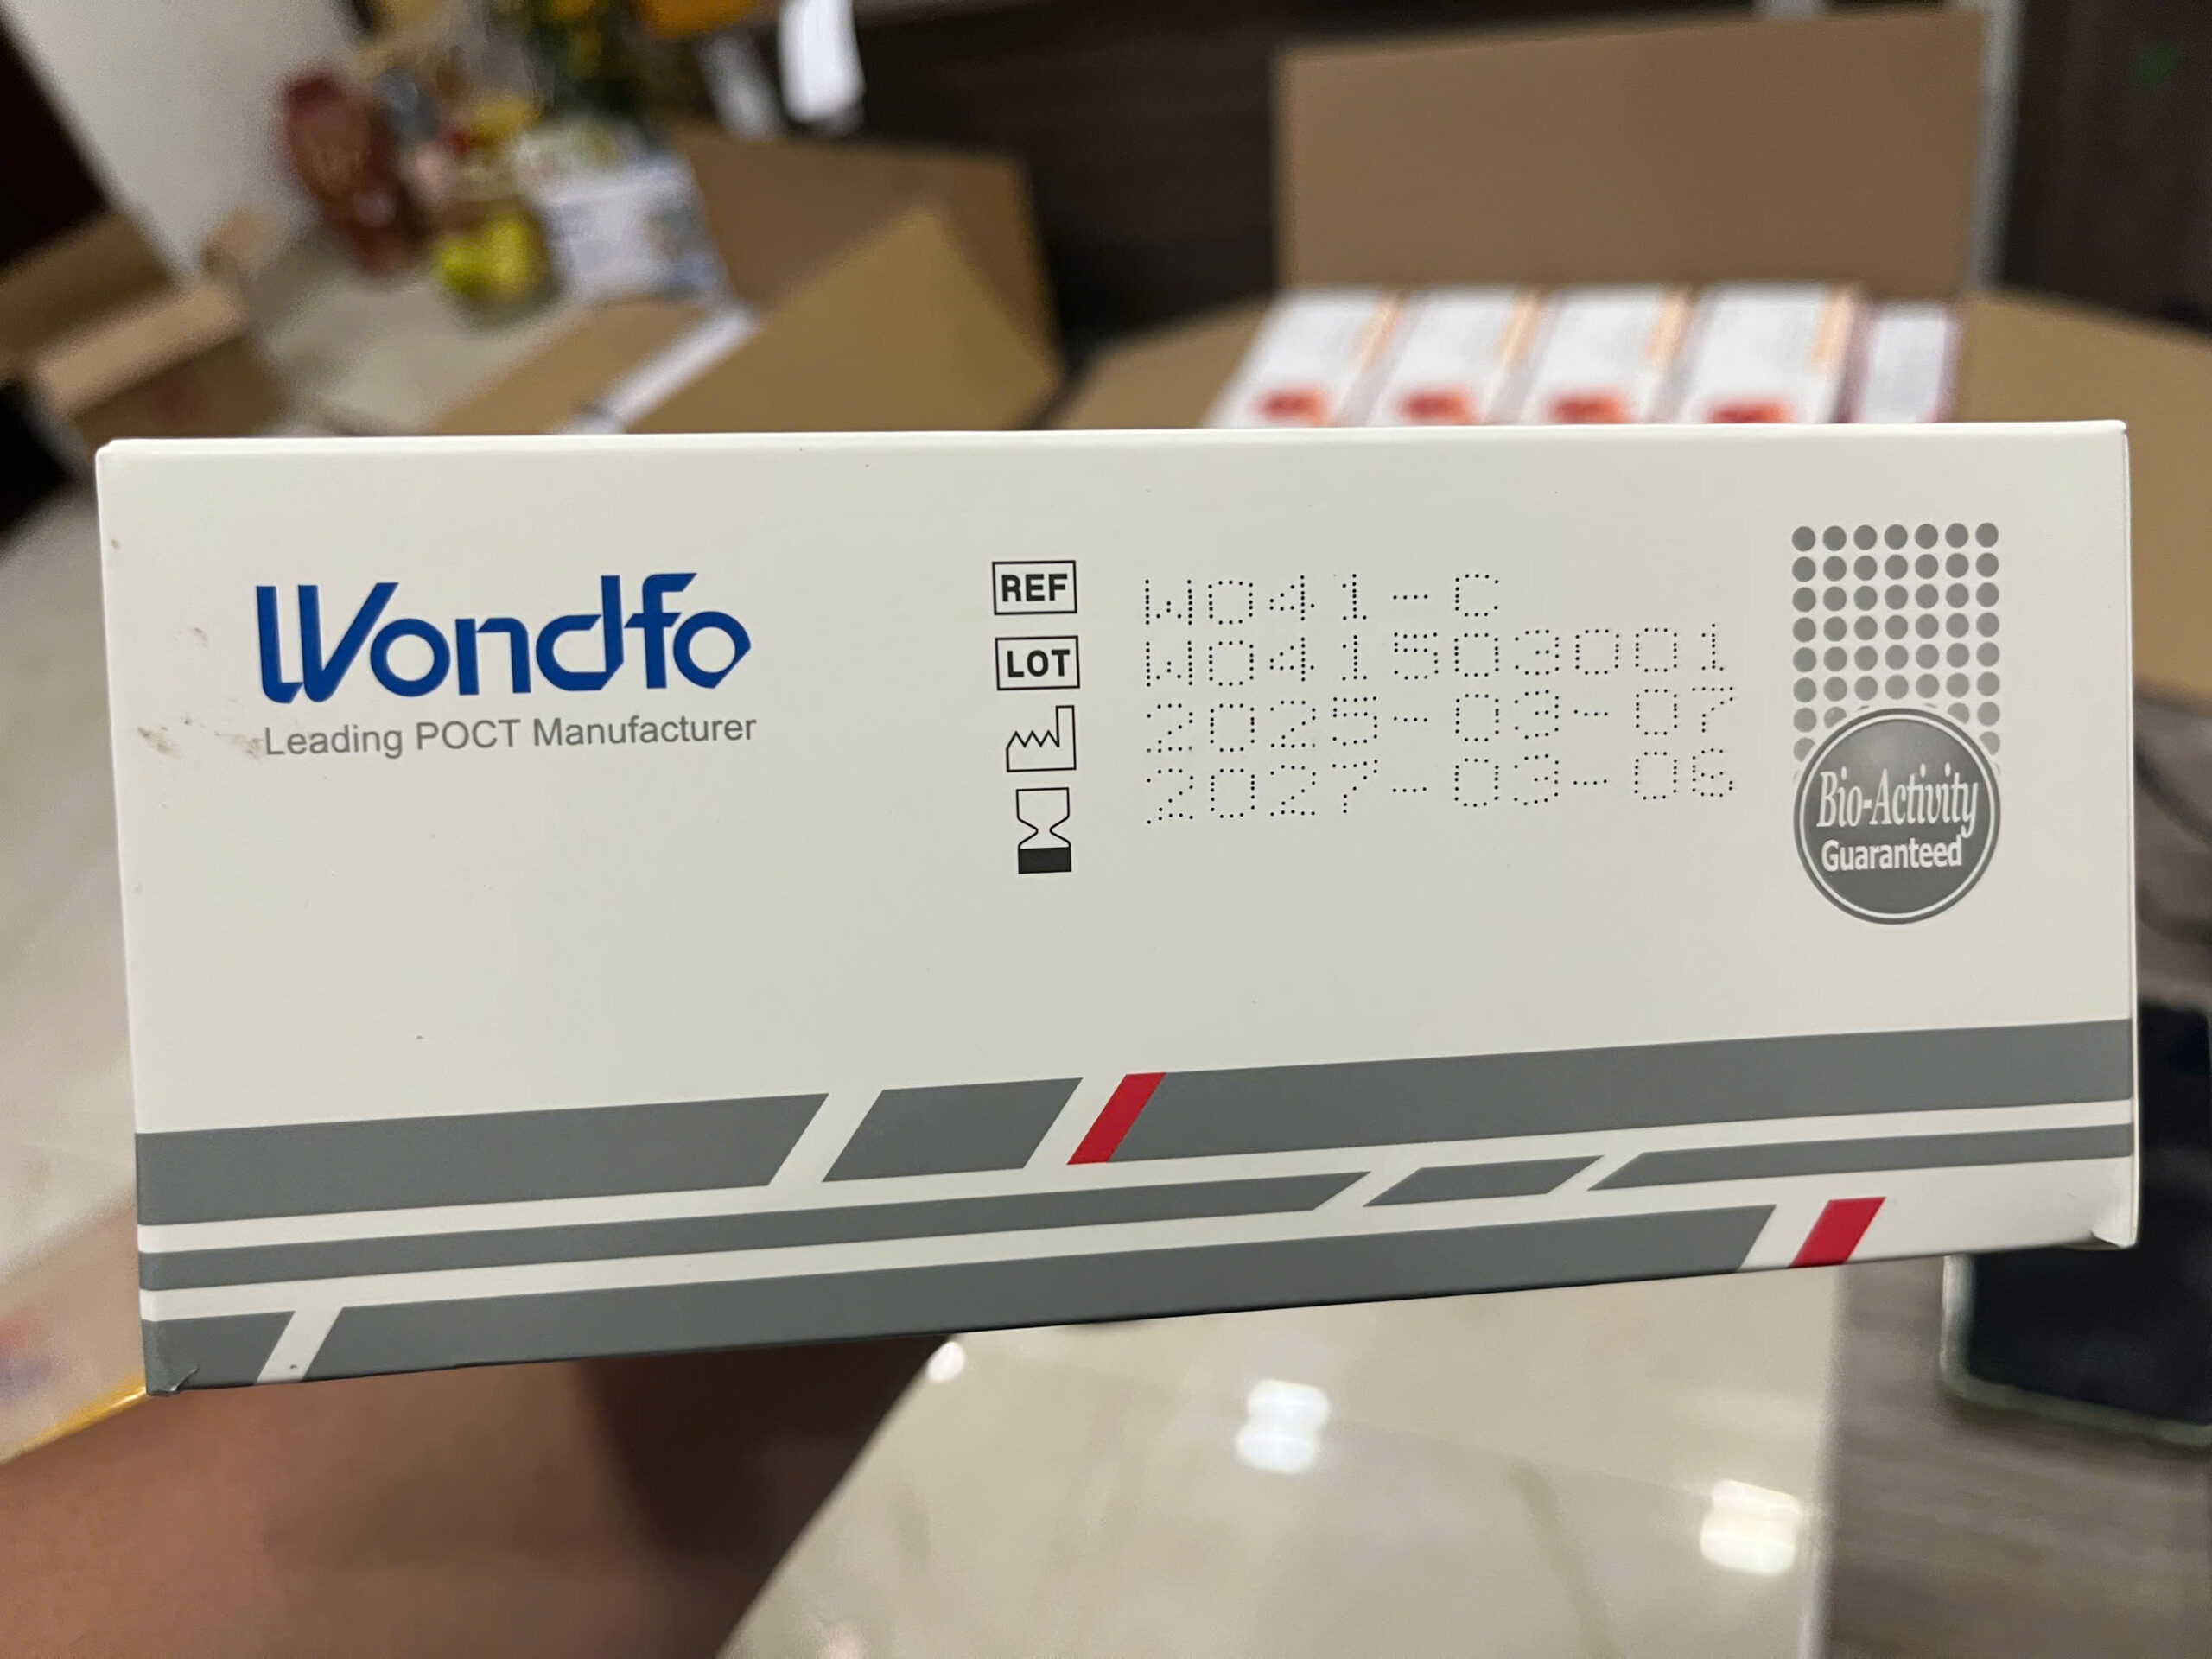 Wondfo
Leading POCT Manufacturer
REF W041-C
LOT W041503001
2025-03-07
2027-03-06
Bio-Activity
Guaranteed